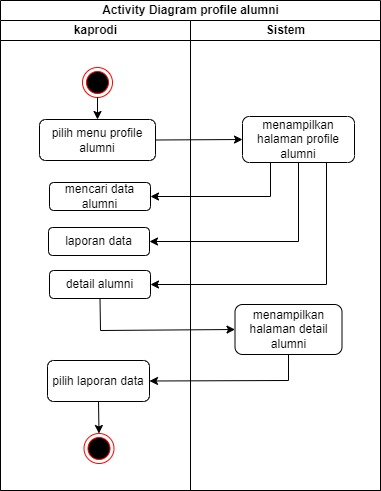 Activity Diagram profile alumni
kaprodi
Sistem
pilih menu profile
alumni
menampilkan
halaman profile
alumni
mencari data
alumni
laporan data
detail alumni
menampilkan
halaman detail
alumni
pilih laporan data